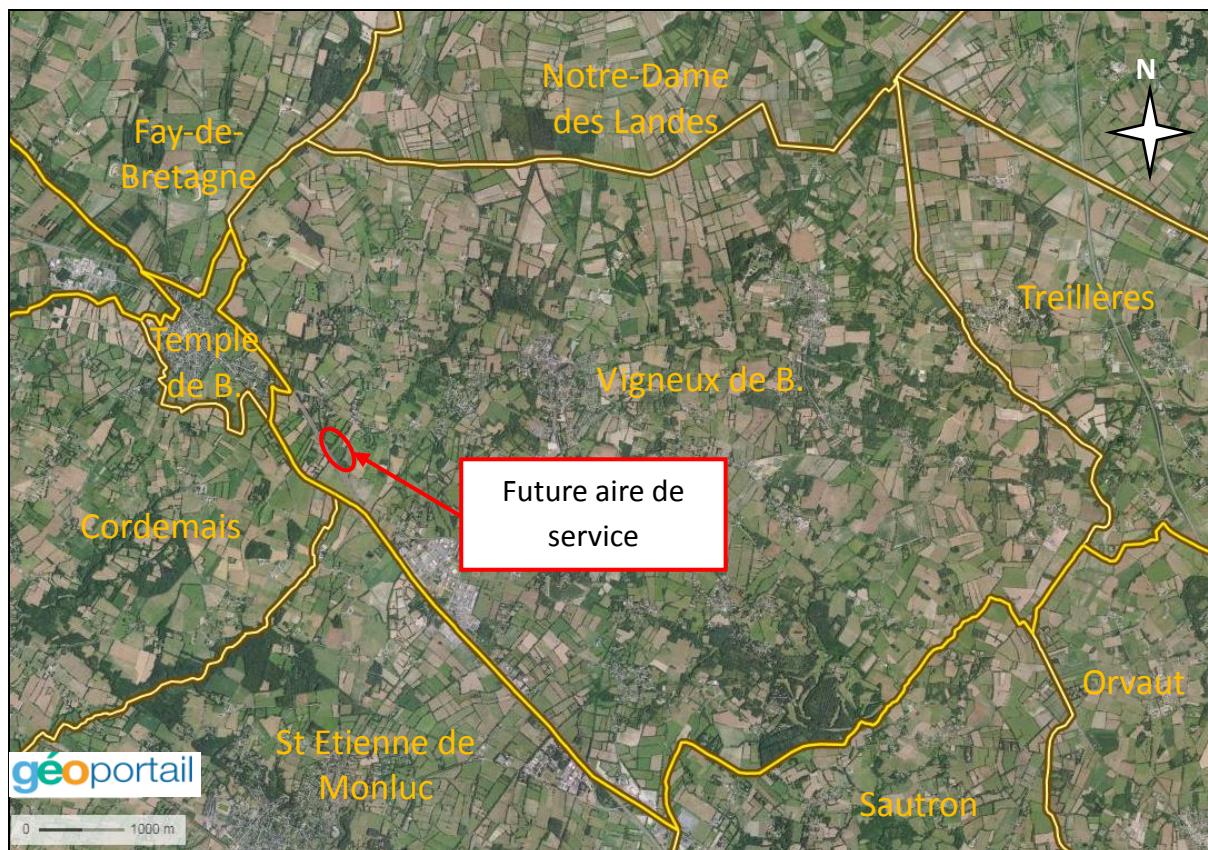 Notre-Dame
des Landes
N
Fay-de-
Bretagne
Treillères
Temple
de B.
Vigneux de B.
Future aire de
service
Cordemais
Orvaut
St Etienne de
Monluc
Sautron
géoportail
0 1000 m